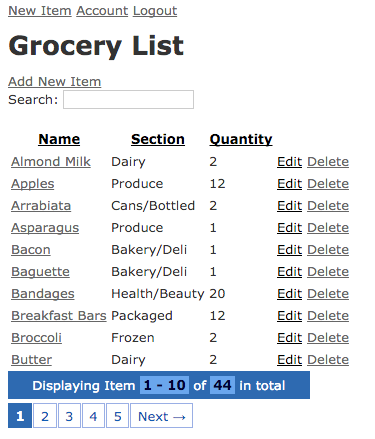 New Item Account Logout
Grocery List
Add New Item
Search:
Name Section Quantity
Almond Milk Dairy 2 Edit Delete
Apples Produce 12 Edit Delete
Arrabiata Cans/Bottled 2 Edit Delete
Asparagus Produce 1 Edit Delete
Bacon Bakery/Deli 1 Edit Delete
Baguette Bakery/Deli 1 Edit Delete
Bandages Health/Beauty 20 Edit Delete
Breakfast Bars Packaged 12 Edit Delete
Broccoli Frozen 2 Edit Delete
Butter Dairy 2 Edit Delete
Displaying Item 1 - 10 of 44 in total
1 2 3 4 5 Next →